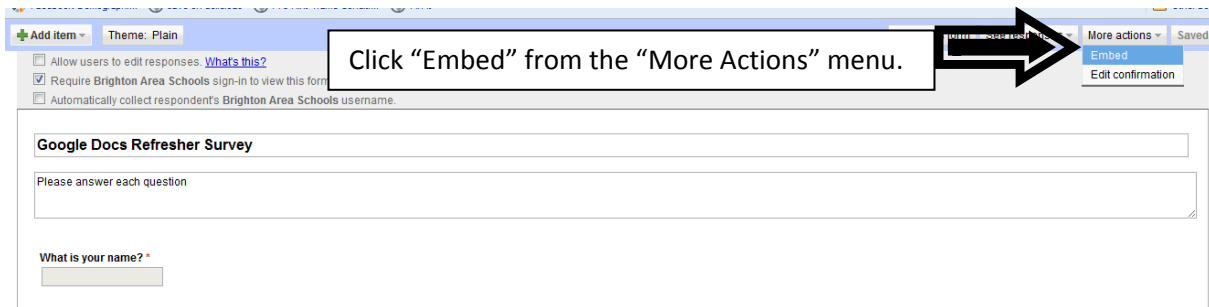 Add item Theme: Plain See responses More actions Saved
Click “Embed” from the “More Actions” menu.
Embed
Edit confirmation
Allow users to edit responses. What's this?
Require Brighton Area Schools sign-in to view this form
Automatically collect respondent's Brighton Area Schools username.
Google Docs Refresher Survey
Please answer each question
What is your name? *